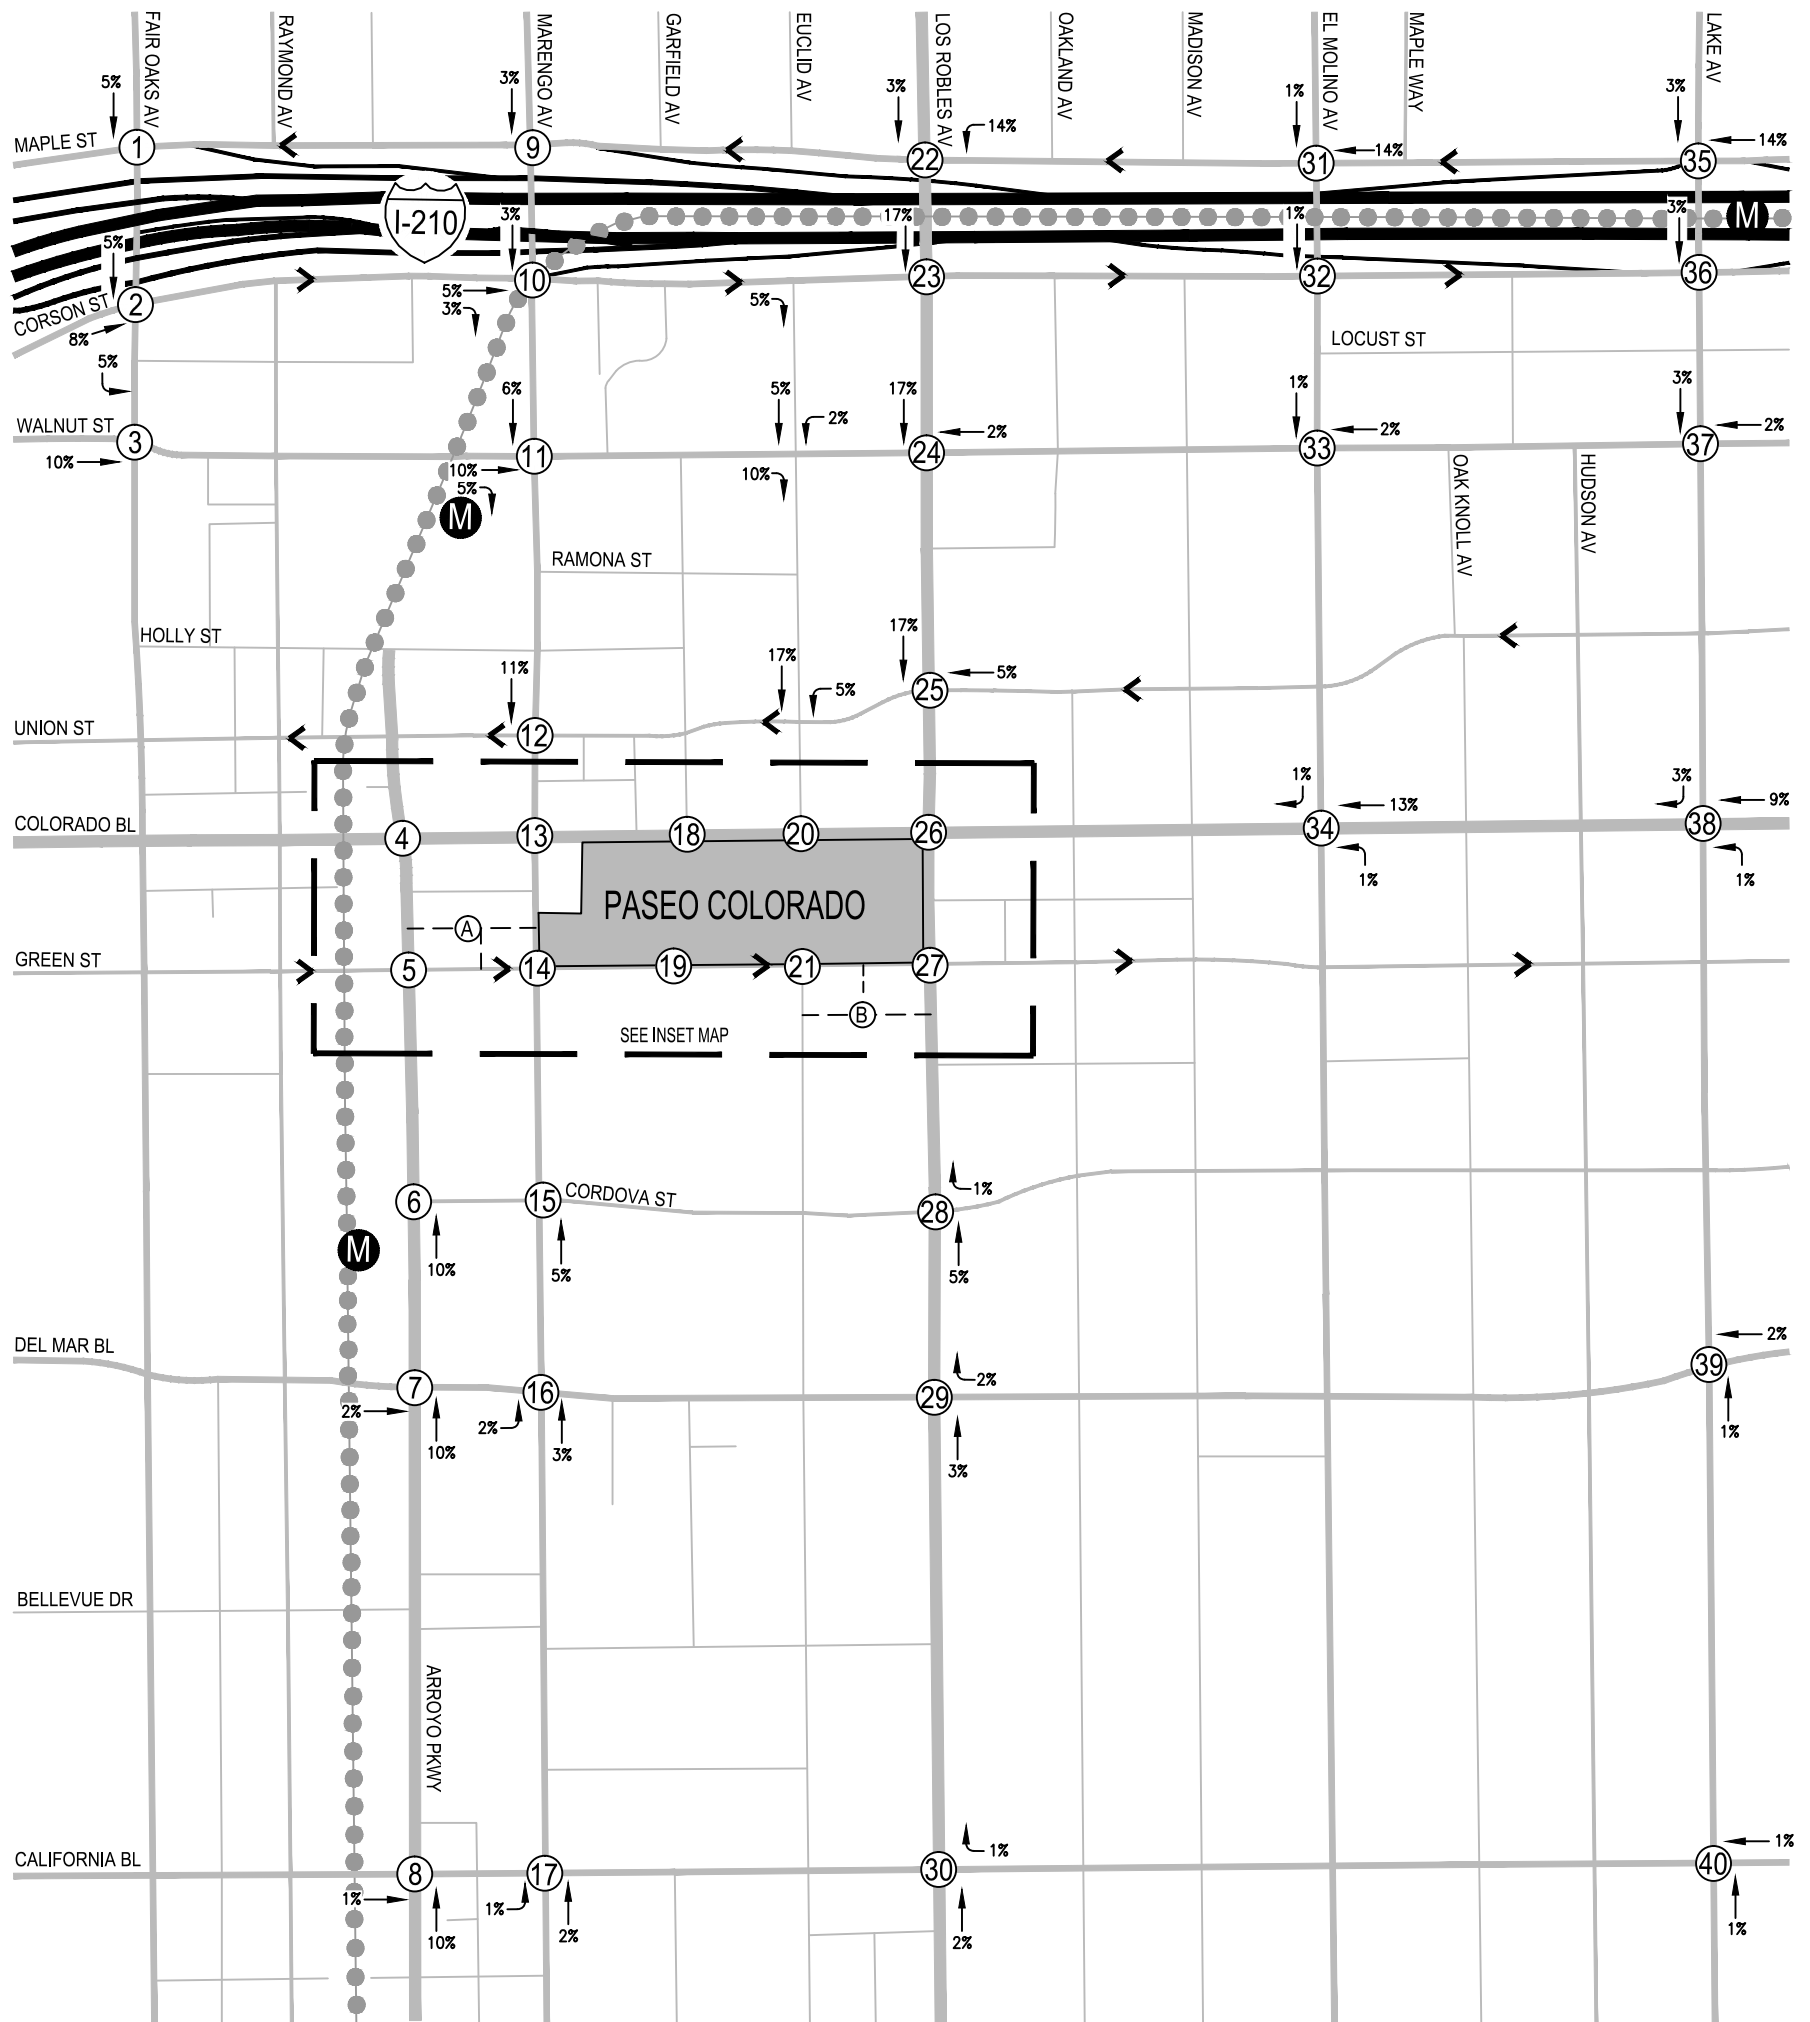 FAIR OAKS AV
RAYMOND AV
MARENGO AV
GARFIELD AV
EUCLID AV
LOS ROBLES AV
OAKLAND AV
MADISON AV
EL MOLINO AV
MAPLE WAY
LAKE AV
5%
3%
3%
1%
3%
MAPLE ST
14%
14%
14%
1
9
22
31
35
I-210
5%
3%
17%
1%
3%
M
2
10
23
32
36
CORSON ST
8%
5%
3%
5%
LOCUST ST
5%
6%
5%
17%
1%
3%
WALNUT ST
2%
2%
2%
2%
3
11
24
33
37
10%
10%
10%
5%
M
OAK KNOLL AV
HUDSON AV
RAMONA ST
HOLLY ST
11%
17%
17%
5%
5%
25
UNION ST
12
1%
3%
13%
9%
COLORADO BL
4
13
18
20
26
34
38
1%
1%
PASEO COLORADO
A
GREEN ST
5
14
19
21
27
B
SEE INSET MAP
1%
6
15
CORDOVA ST
28
10%
5%
5%
M
DEL MAR BL
2%
7
16
29
39
2%
2%
2%
10%
3%
3%
1%
BELLEVUE DR
ARROYO PKWY
CALIFORNIA BL
1%
1%
8
17
30
40
1%
1%
10%
2%
2%
1%